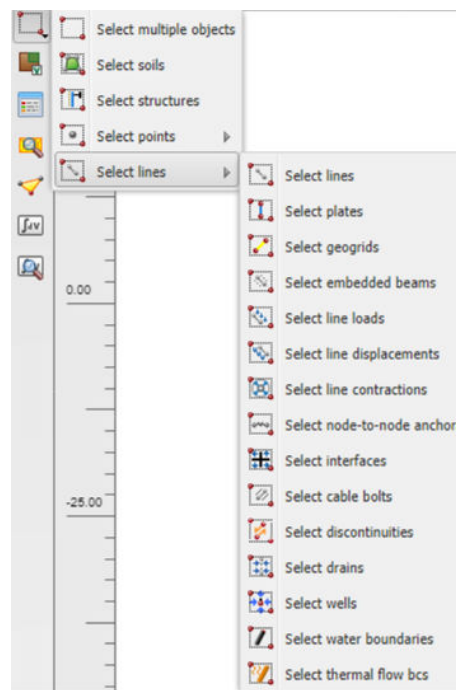 Select multiple objects
Select soils
Select structures
Select points
Select lines
Select lines
Select plates
Select geogrids
Select embedded beams
Select line loads
Select line displacements
Select line contractions
Select node-to-node anchor
Select interfaces
Select cable bolts
Select discontinuities
Select drains
Select wells
Select water boundaries
Select thermal flow bcs
0.00
-25.00
∫dv